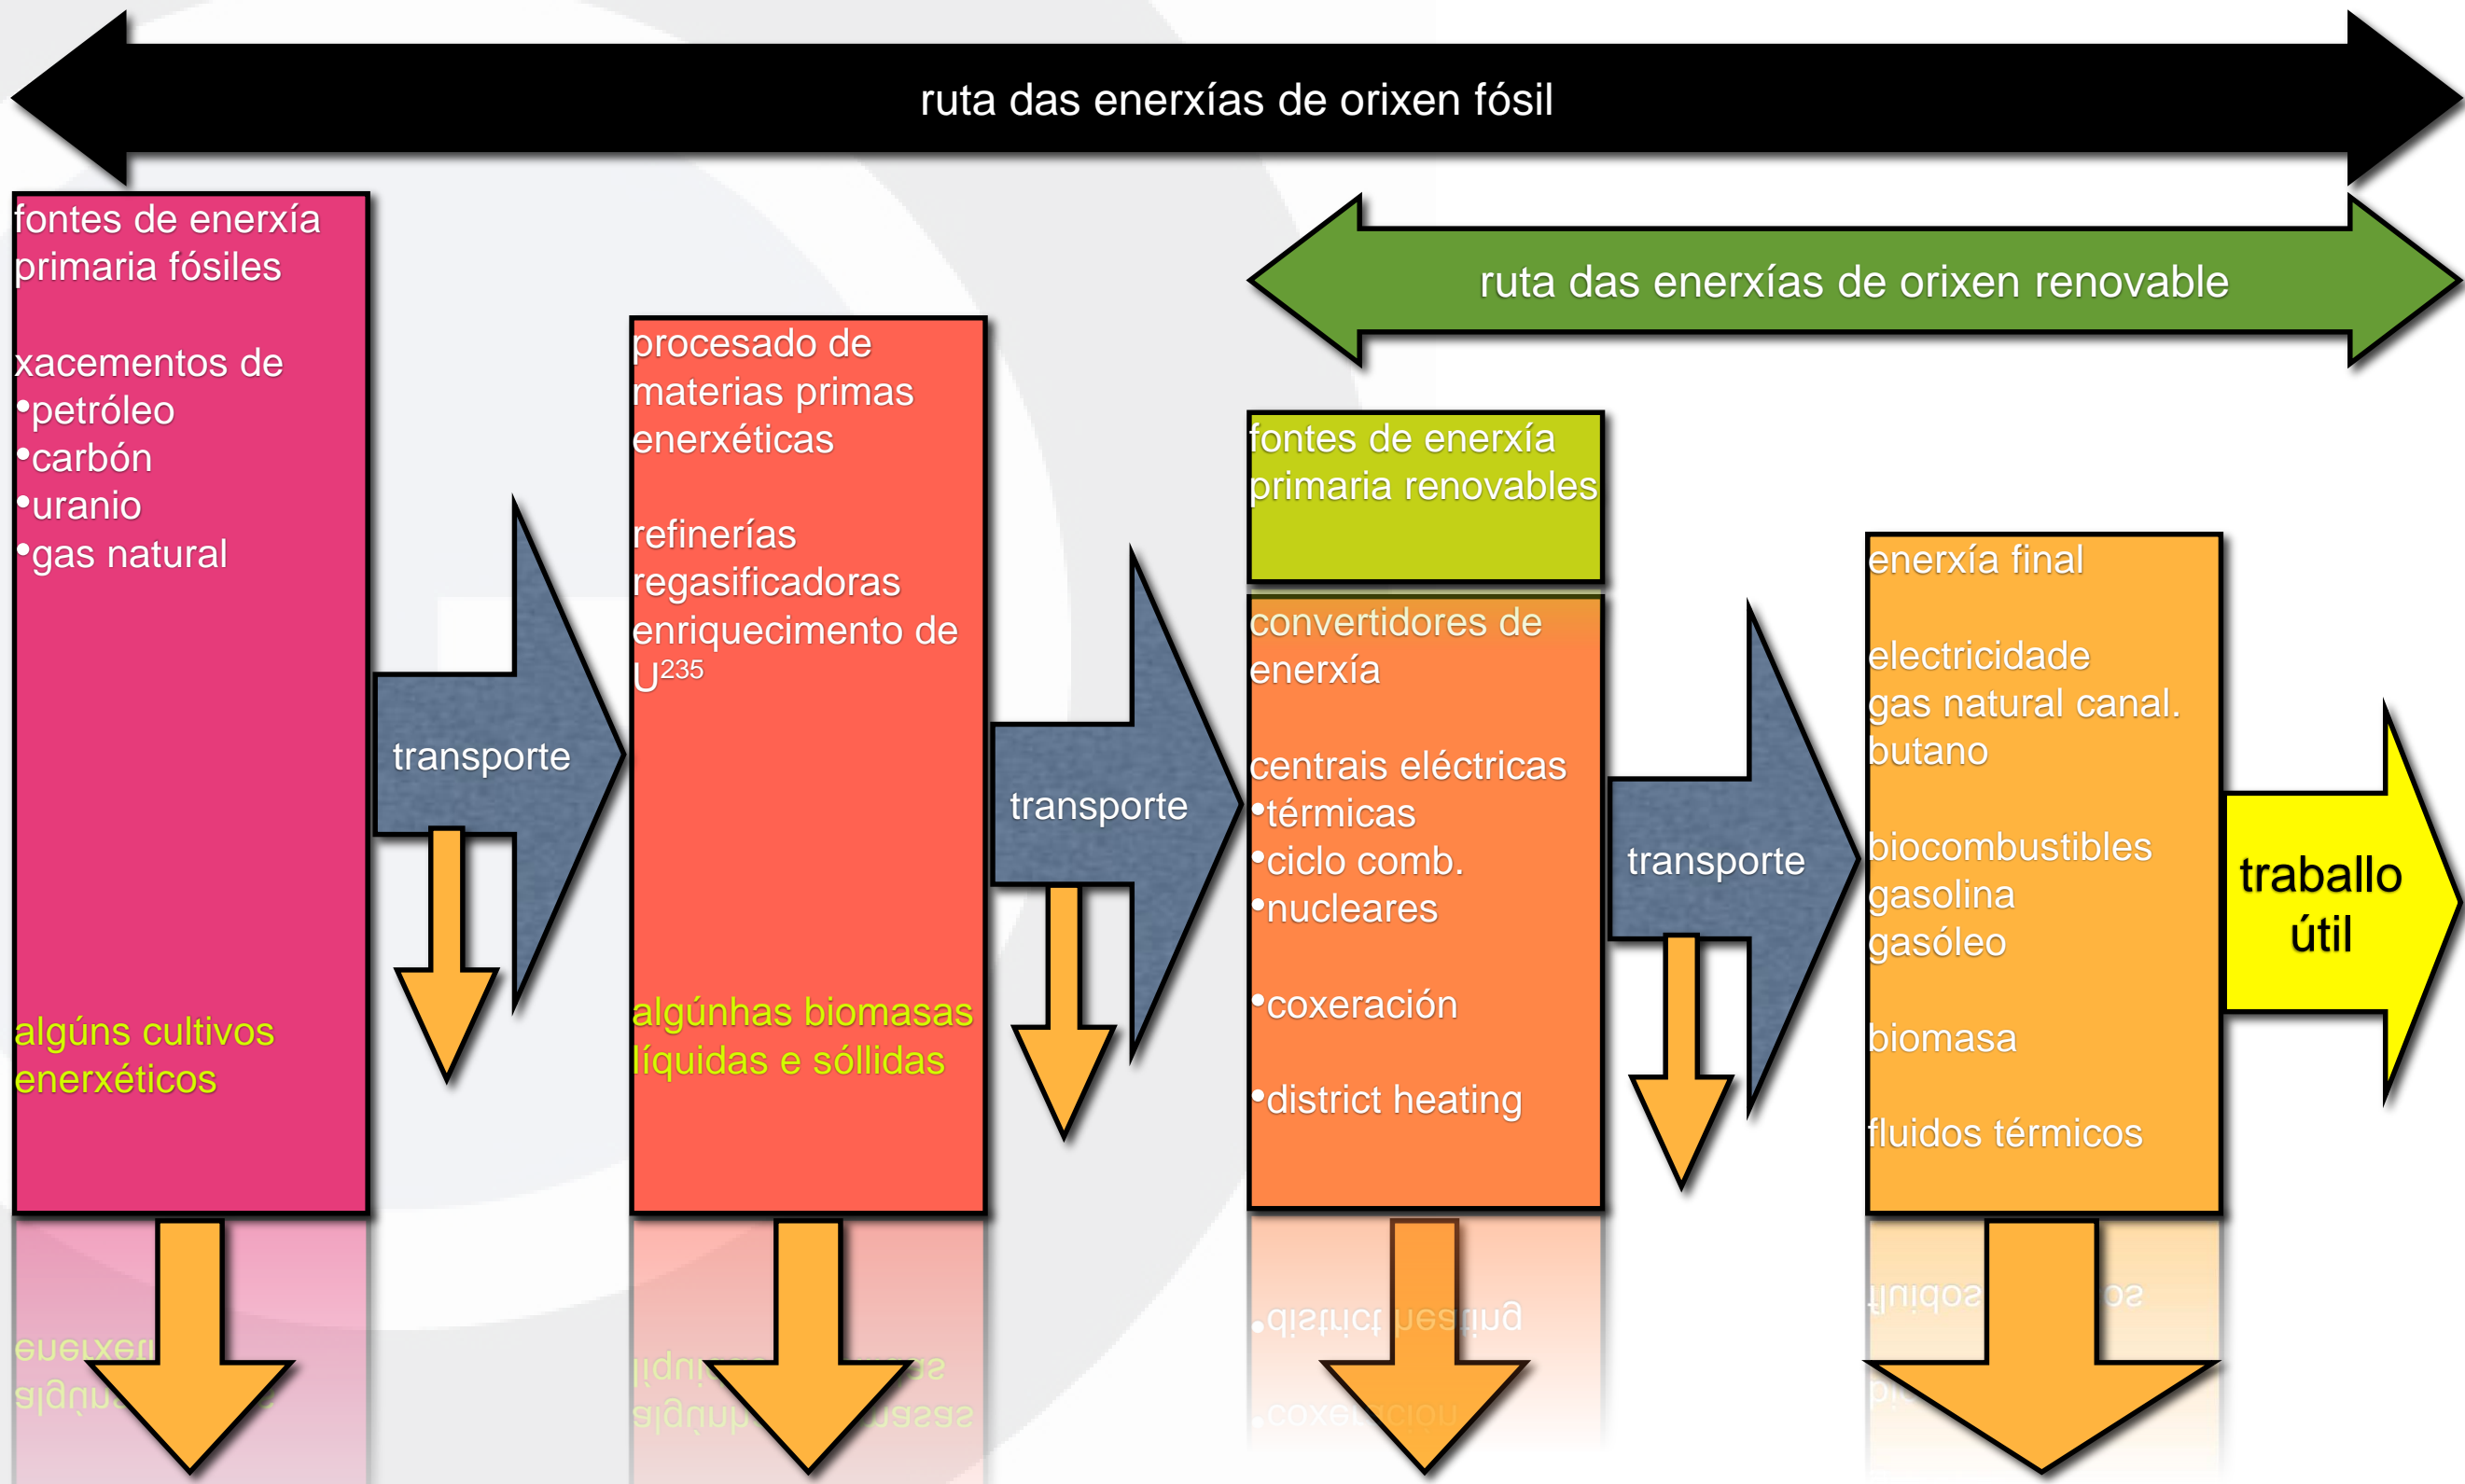 ruta das enerxías de orixen fósil
ruta das enerxías de orixen renovable
fontes de enerxía
primaria fósiles
xacementos de
•petróleo
•carbón
•uranio
•gas natural
algúns cultivos
enerxéticos
transporte
procesado de
materias primas
enerxéticas
refinerías
regasificadoras
enriquecimento de
U²³⁵
algúnhas biomasas
líquidas e sóllidas
transporte
fontes de enerxía
primaria renovables
convertidores de
enerxía
centrais eléctricas
•térmicas
•ciclo comb.
•nucleares
•coxeración
•district heating
transporte
enerxía final
electricidade
gas natural canal.
butano
biocombustibles
gasolina
gasóleo
biomasa
fluidos térmicos
traballo
útil